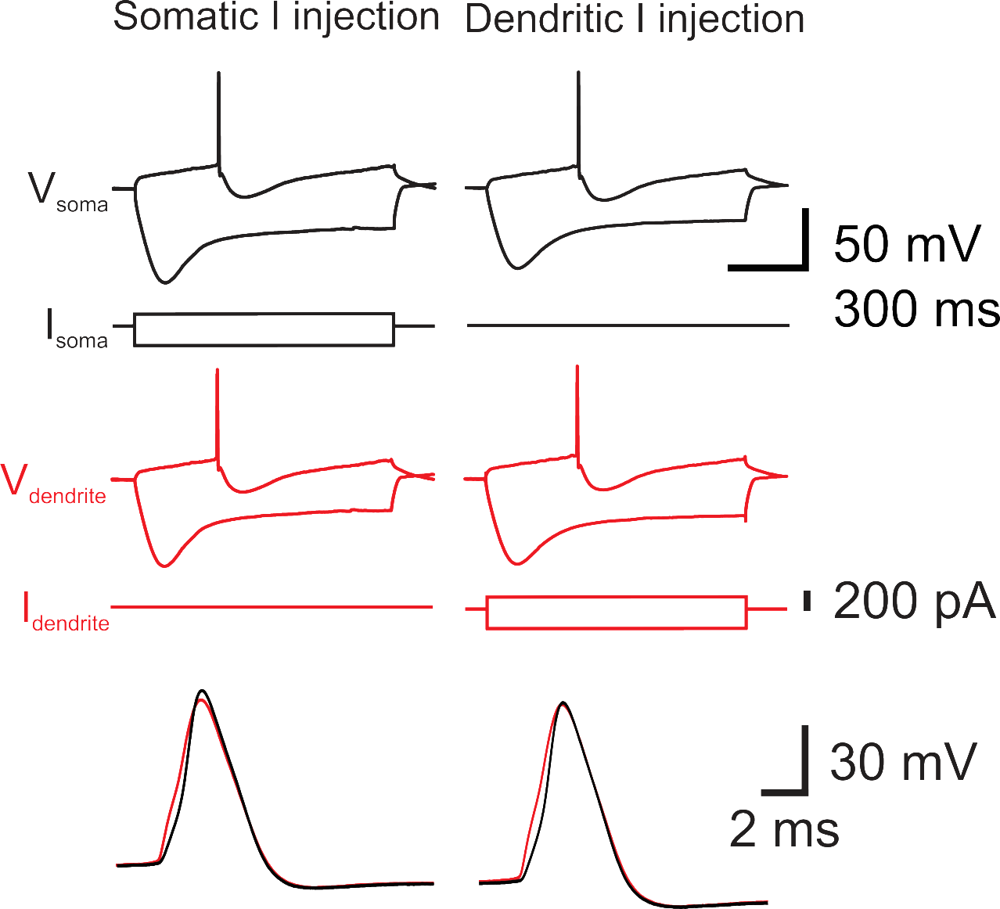 Somatic I injection Dendritic I injection
V soma
50 mV
300 ms
I soma
V dendrite
I dendrite
200 pA
30 mV
2 ms